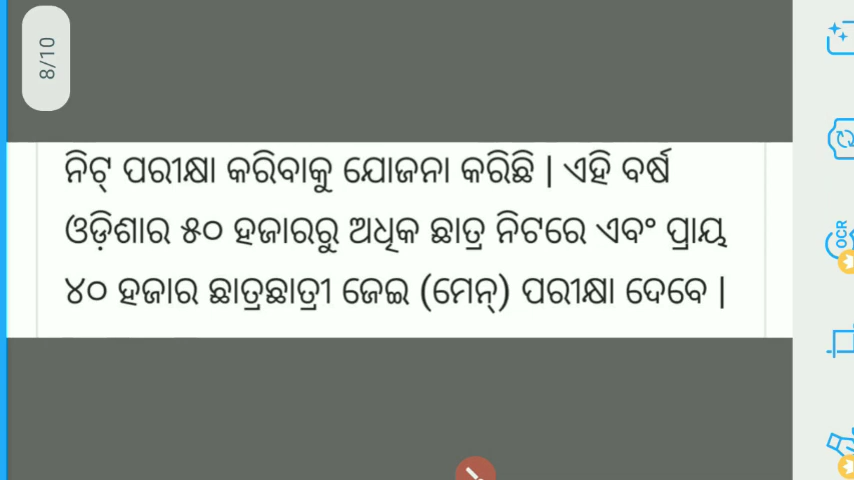 8/10
ନିଟ୍ ପରୀକ୍ଷା କରିବାକୁ ଯୋଜନା କରିଛି | ଏହି ବର୍ଷ
ଓଡ଼ିଶାର ୫୦ ହଜାରରୁ ଅଧିକ ଛାତ୍ର ନିଟରେ ଏବଂ ପ୍ରାୟ
୪୦ ହଜାର ଛାତ୍ରଛାତ୍ରୀ ଜେଇ (ମେନ୍) ପରୀକ୍ଷା ଦେବେ |
OCR